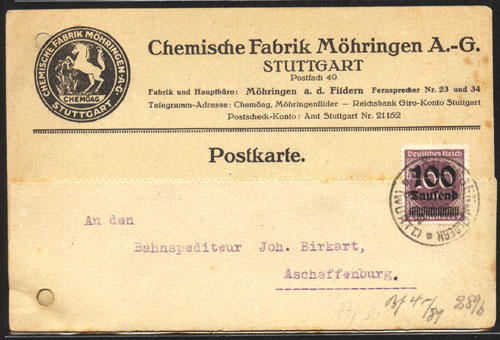 CHEMISCHE FABRIK MÖHRINGEN-A-G.
CHEMÖAG
STUTTGART
Chemische Fabrik Möhringen A.-G.
STUTTGART
Postfach 49
Fabrik und Hauptbüro: Möhringen a. d. Fildern Fernsprecher Nr. 23 und 34
Telegramm-Adresse: Chemöag, Möhringenfilder — Reichsbank Giro-Konto Stuttgart
Postscheck-Konto: Amt Stuttgart Nr. 21152
Postkarte.
Deutsches Reich
100
Tausend
An den
Bahnspediteur Joh. Birkart,
Aschaffenburg.